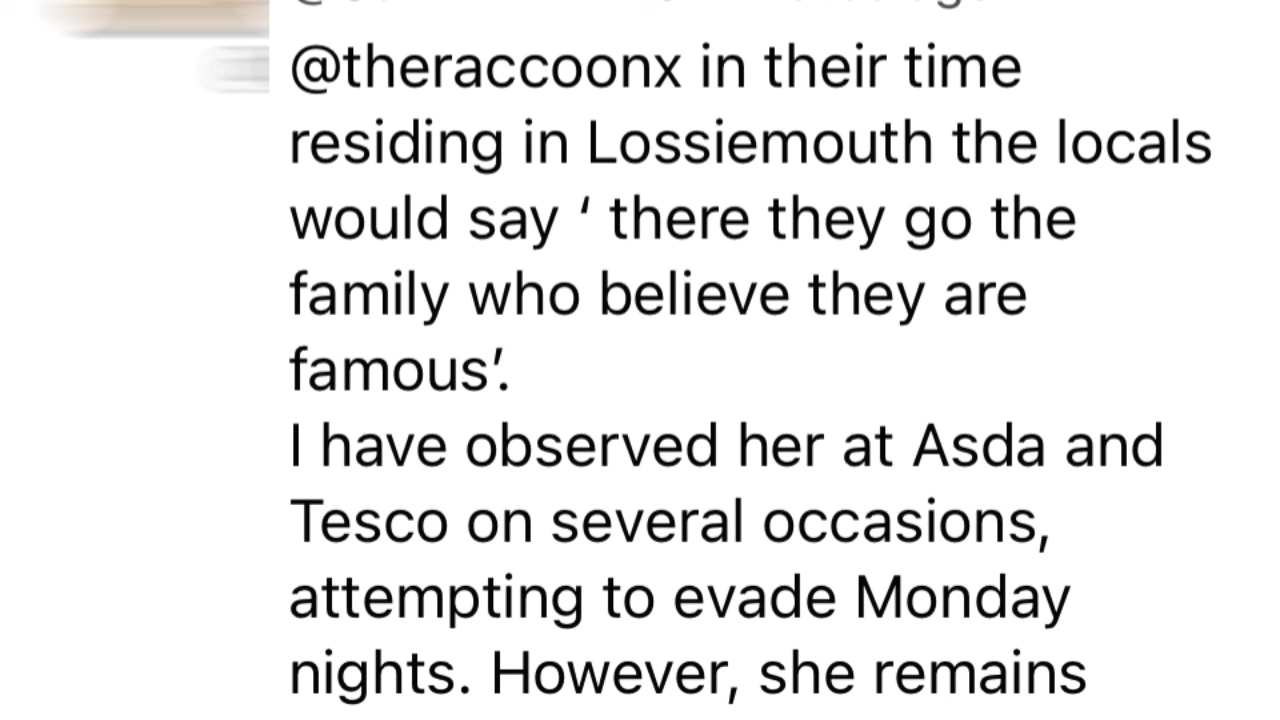 @theraccoonx in their time
residing in Lossiemouth the locals
would say ‘ there they go the
family who believe they are
famous’.
I have observed her at Asda and
Tesco on several occasions,
attempting to evade Monday
nights. However, she remains